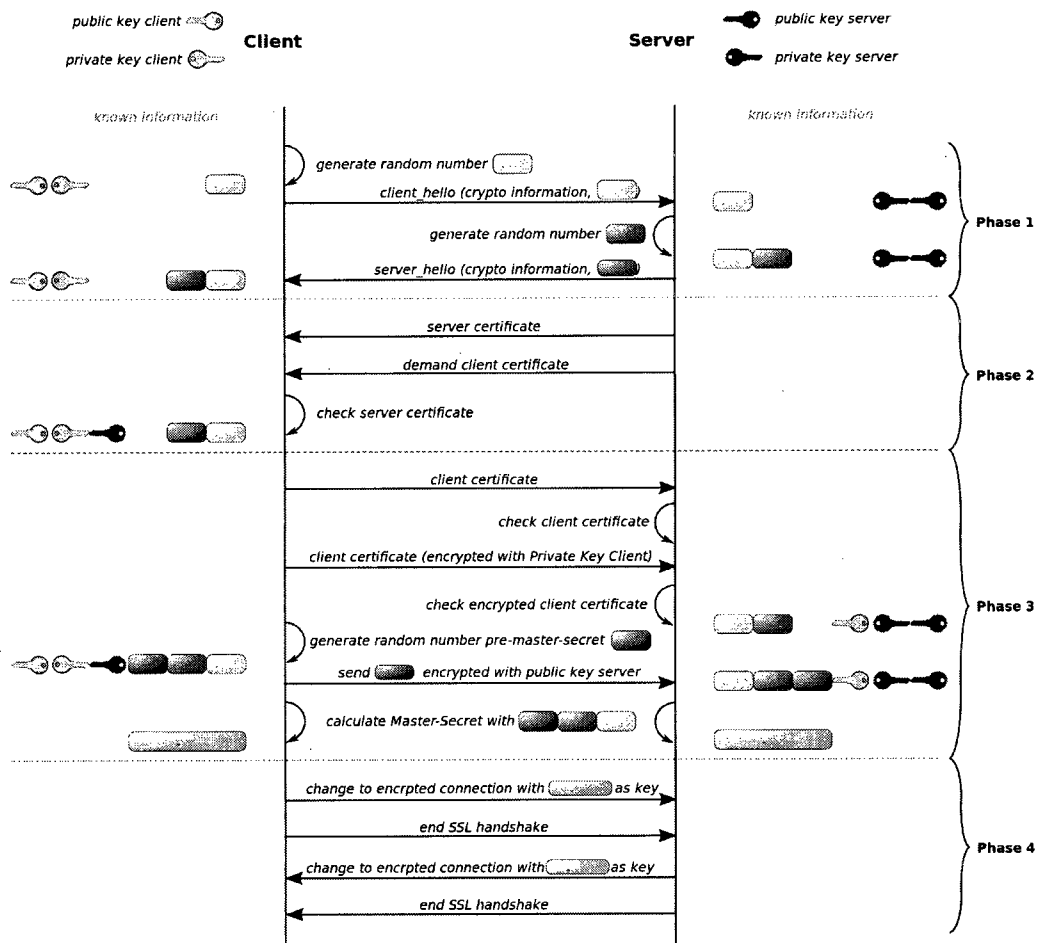 public key client
public key server
Client
Server
private key client
private key server
known information
known information
generate random number
client_hello (crypto information, )
Phase 1
generate random number
server_hello (crypto information, )
server certificate
demand client certificate
Phase 2
check server certificate
client certificate
check client certificate
client certificate (encrypted with Private Key Client)
check encrypted client certificate
Phase 3
generate random number pre-master-secret
send encrypted with public key server
calculate Master-Secret with
change to encrpted connection with as key
end SSL handshake
Phase 4
change to encrpted connection with as key
end SSL handshake